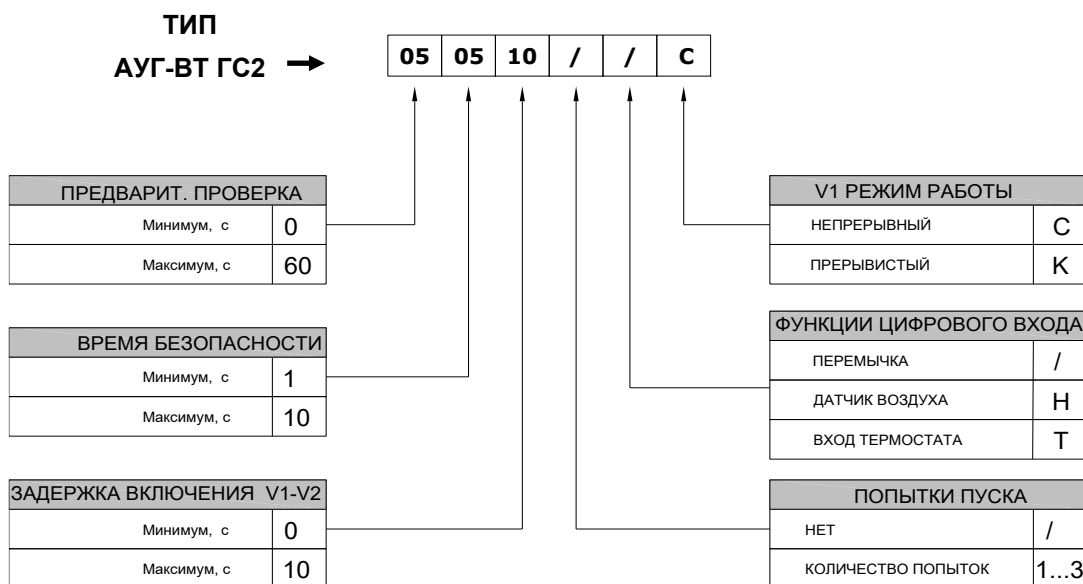 ТИП
АУГ-ВТ ГС2
05 05 10 / / C
ПРЕДВАРИТ. ПРОВЕРКА
Минимум, с 0
Максимум, с 60
ВРЕМЯ БЕЗОПАСНОСТИ
Минимум, с 1
Максимум, с 10
ЗАДЕРЖКА ВКЛЮЧЕНИЯ V1-V2
Минимум, с 0
Максимум, с 10
V1 РЕЖИМ РАБОТЫ
НЕПРЕРЫВНЫЙ C
ПРЕРЫВИСТЫЙ K
ФУНКЦИИ ЦИФРОВОГО ВХОДА
ПЕРЕМЫЧКА /
ДАТЧИК ВОЗДУХА H
ВХОД ТЕРМОСТАТА T
ПОПЫТКИ ПУСКА
НЕТ /
КОЛИЧЕСТВО ПОПЫТОК 1...3